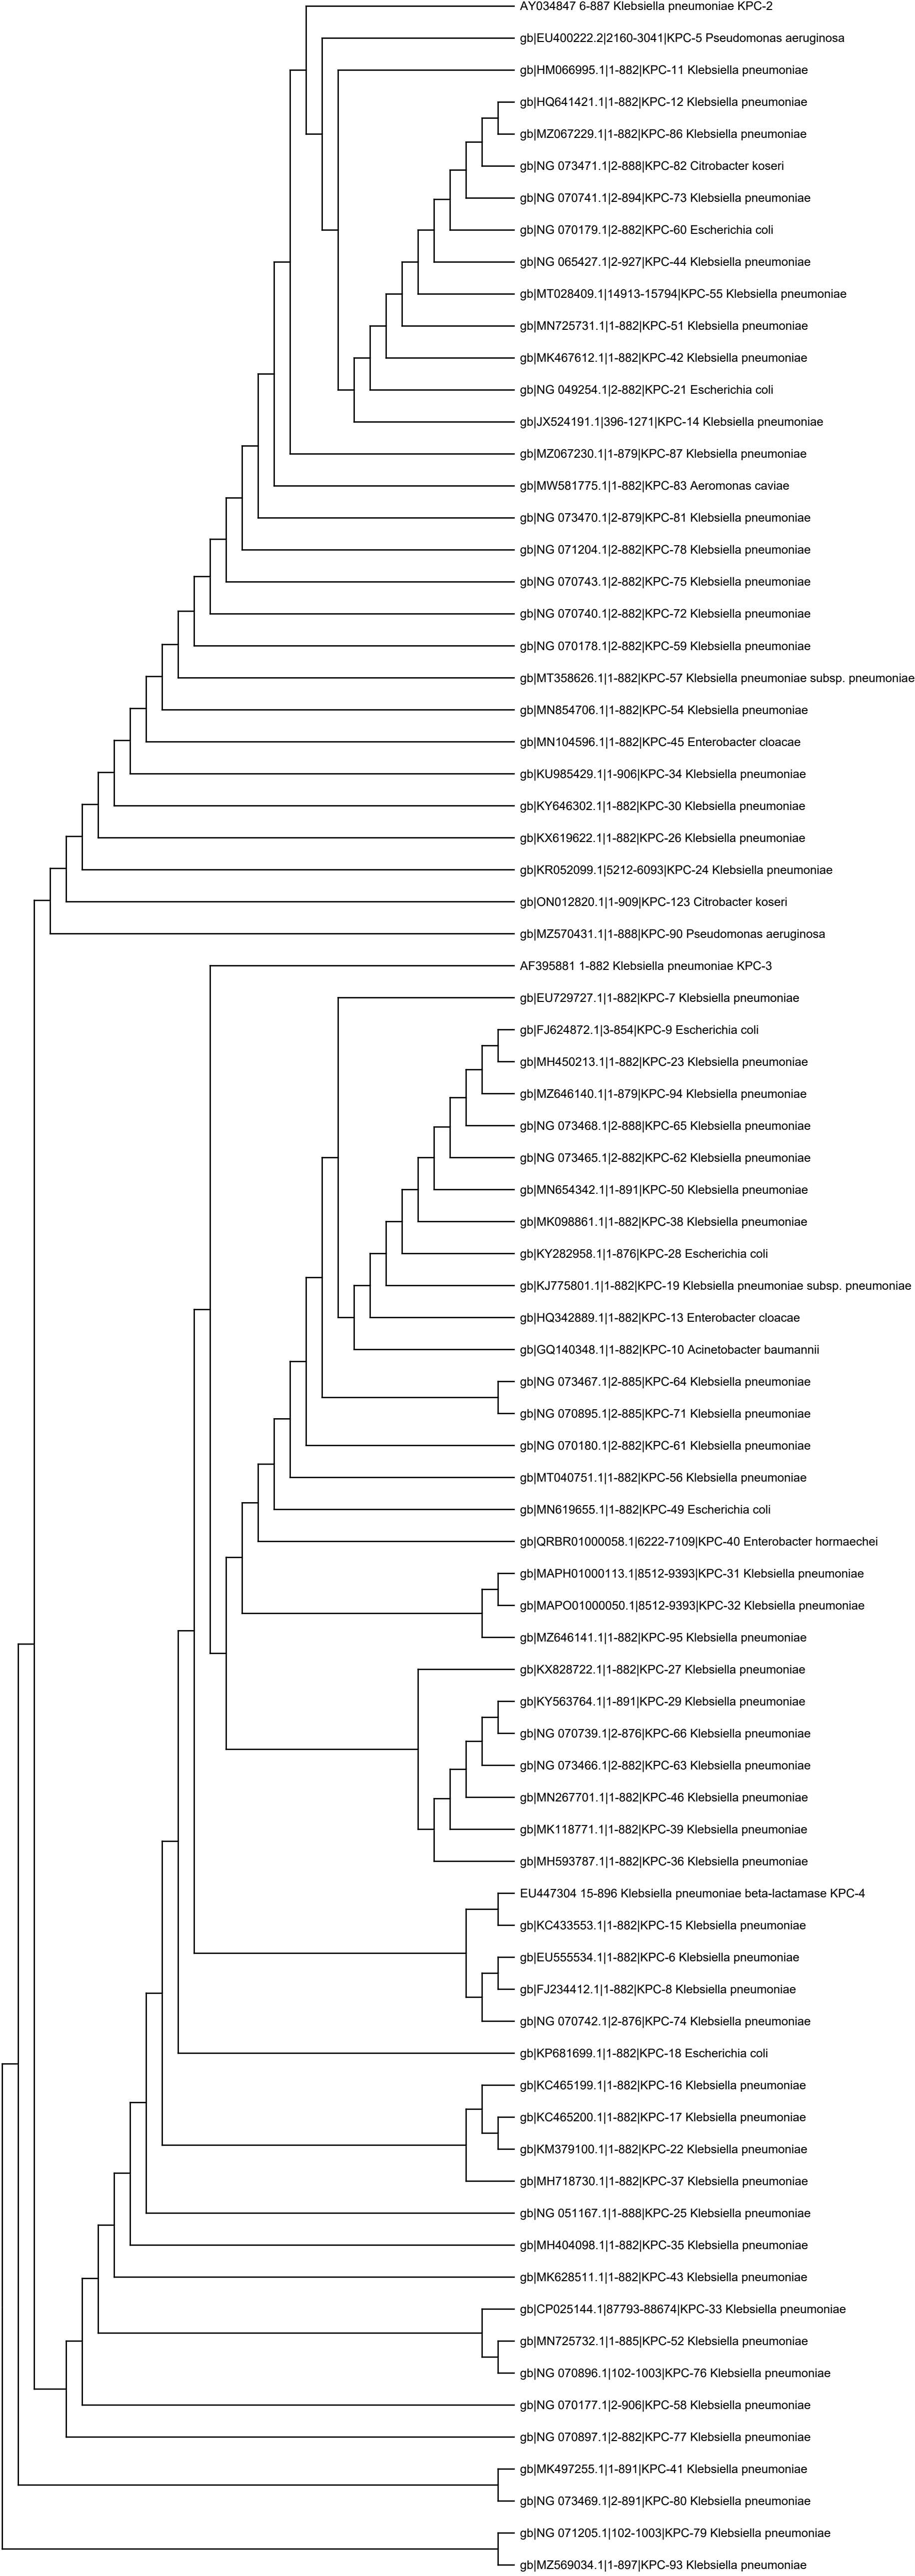 AY034847 6-887 Klebsiella pneumoniae KPC-2
gb|EU400222.2|2160-3041|KPC-5 Pseudomonas aeruginosa
gb|HM066995.1|1-882|KPC-11 Klebsiella pneumoniae
gb|HQ641421.1|1-882|KPC-12 Klebsiella pneumoniae
gb|MZ067229.1|1-882|KPC-86 Klebsiella pneumoniae
gb|NG 073471.1|2-888|KPC-82 Citrobacter koseri
gb|NG 070741.1|2-894|KPC-73 Klebsiella pneumoniae
gb|NG 070179.1|2-882|KPC-60 Escherichia coli
gb|NG 065427.1|2-927|KPC-44 Klebsiella pneumoniae
gb|MT028409.1|14913-15794|KPC-55 Klebsiella pneumoniae
gb|MN725731.1|1-882|KPC-51 Klebsiella pneumoniae
gb|MK467612.1|1-882|KPC-42 Klebsiella pneumoniae
gb|NG 049254.1|2-882|KPC-21 Escherichia coli
gb|JX524191.1|396-1271|KPC-14 Klebsiella pneumoniae
gb|MZ067230.1|1-879|KPC-87 Klebsiella pneumoniae
gb|MW581775.1|1-882|KPC-83 Aeromonas caviae
gb|NG 073470.1|2-879|KPC-81 Klebsiella pneumoniae
gb|NG 071204.1|2-882|KPC-78 Klebsiella pneumoniae
gb|NG 070743.1|2-882|KPC-75 Klebsiella pneumoniae
gb|NG 070740.1|2-882|KPC-72 Klebsiella pneumoniae
gb|NG 070178.1|2-882|KPC-59 Klebsiella pneumoniae
gb|MT358626.1|1-882|KPC-57 Klebsiella pneumoniae subsp. pneumoniae
gb|MN854706.1|1-882|KPC-54 Klebsiella pneumoniae
gb|MN104596.1|1-882|KPC-45 Enterobacter cloacae
gb|KU985429.1|1-906|KPC-34 Klebsiella pneumoniae
gb|KY646302.1|1-882|KPC-30 Klebsiella pneumoniae
gb|KX619622.1|1-882|KPC-26 Klebsiella pneumoniae
gb|KR052099.1|5212-6093|KPC-24 Klebsiella pneumoniae
gb|ON012820.1|1-909|KPC-123 Citrobacter koseri
gb|MZ570431.1|1-888|KPC-90 Pseudomonas aeruginosa
AF395881 1-882 Klebsiella pneumoniae KPC-3
gb|EU729727.1|1-882|KPC-7 Klebsiella pneumoniae
gb|FJ624872.1|3-854|KPC-9 Escherichia coli
gb|MH450213.1|1-882|KPC-23 Klebsiella pneumoniae
gb|MZ646140.1|1-879|KPC-94 Klebsiella pneumoniae
gb|NG 073468.1|2-888|KPC-65 Klebsiella pneumoniae
gb|NG 073465.1|2-882|KPC-62 Klebsiella pneumoniae
gb|MN654342.1|1-891|KPC-50 Klebsiella pneumoniae
gb|MK098861.1|1-882|KPC-38 Klebsiella pneumoniae
gb|KY282958.1|1-876|KPC-28 Escherichia coli
gb|KJ775801.1|1-882|KPC-19 Klebsiella pneumoniae subsp. pneumoniae
gb|HQ342889.1|1-882|KPC-13 Enterobacter cloacae
gb|GQ140348.1|1-882|KPC-10 Acinetobacter baumannii
gb|NG 073467.1|2-885|KPC-64 Klebsiella pneumoniae
gb|NG 070895.1|2-885|KPC-71 Klebsiella pneumoniae
gb|NG 070180.1|2-882|KPC-61 Klebsiella pneumoniae
gb|MT040751.1|1-882|KPC-56 Klebsiella pneumoniae
gb|MN619655.1|1-882|KPC-49 Escherichia coli
gb|QRBR01000058.1|6222-7109|KPC-40 Enterobacter hormaechei
gb|MAPH01000113.1|8512-9393|KPC-31 Klebsiella pneumoniae
gb|MAPO01000050.1|8512-9393|KPC-32 Klebsiella pneumoniae
gb|MZ646141.1|1-882|KPC-95 Klebsiella pneumoniae
gb|KX828722.1|1-882|KPC-27 Klebsiella pneumoniae
gb|KY563764.1|1-891|KPC-29 Klebsiella pneumoniae
gb|NG 070739.1|2-876|KPC-66 Klebsiella pneumoniae
gb|NG 073466.1|2-882|KPC-63 Klebsiella pneumoniae
gb|MN267701.1|1-882|KPC-46 Klebsiella pneumoniae
gb|MK118771.1|1-882|KPC-39 Klebsiella pneumoniae
gb|MH593787.1|1-882|KPC-36 Klebsiella pneumoniae
EU447304 15-896 Klebsiella pneumoniae beta-lactamase KPC-4
gb|KC433553.1|1-882|KPC-15 Klebsiella pneumoniae
gb|EU555534.1|1-882|KPC-6 Klebsiella pneumoniae
gb|FJ234412.1|1-882|KPC-8 Klebsiella pneumoniae
gb|NG 070742.1|2-876|KPC-74 Klebsiella pneumoniae
gb|KP681699.1|1-882|KPC-18 Escherichia coli
gb|KC465199.1|1-882|KPC-16 Klebsiella pneumoniae
gb|KC465200.1|1-882|KPC-17 Klebsiella pneumoniae
gb|KM379100.1|1-882|KPC-22 Klebsiella pneumoniae
gb|MH718730.1|1-882|KPC-37 Klebsiella pneumoniae
gb|NG 051167.1|1-888|KPC-25 Klebsiella pneumoniae
gb|MH404098.1|1-882|KPC-35 Klebsiella pneumoniae
gb|MK628511.1|1-882|KPC-43 Klebsiella pneumoniae
gb|CP025144.1|87793-88674|KPC-33 Klebsiella pneumoniae
gb|MN725732.1|1-885|KPC-52 Klebsiella pneumoniae
gb|NG 070896.1|102-1003|KPC-76 Klebsiella pneumoniae
gb|NG 070177.1|2-906|KPC-58 Klebsiella pneumoniae
gb|NG 070897.1|2-882|KPC-77 Klebsiella pneumoniae
gb|MK497255.1|1-891|KPC-41 Klebsiella pneumoniae
gb|NG 073469.1|2-891|KPC-80 Klebsiella pneumoniae
gb|NG 071205.1|102-1003|KPC-79 Klebsiella pneumoniae
gb|MZ569034.1|1-897|KPC-93 Klebsiella pneumoniae